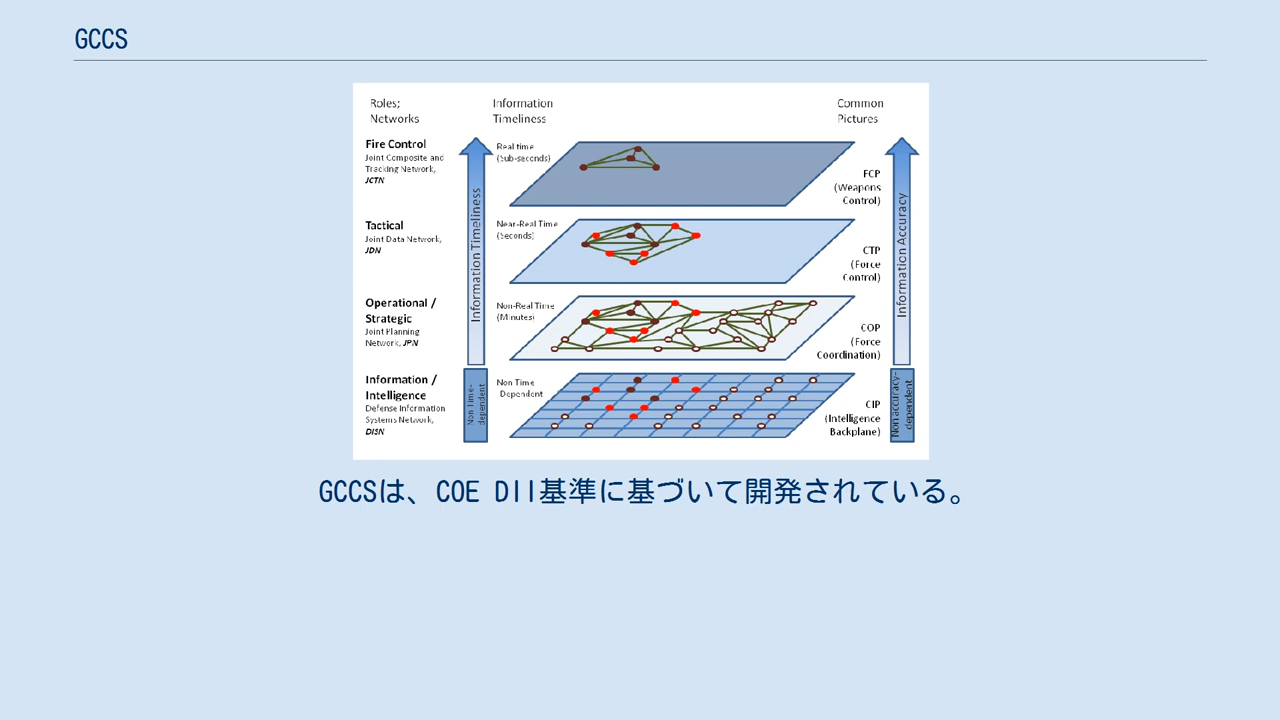 GCCS
Roles;
Networks
Information
Timeliness
Common
Pictures
Fire Control
Joint Composite and
Tracking Network,
JCTN
Information Timeliness
Real time
(Sub-seconds)
FCP
(Weapons
Control)
Information Accuracy
Tactical
Joint Data Network,
JDN
Near-Real Time
(Seconds)
CTP
(Force
Control)
Operational /
Strategic
Joint Planning
Network, JPN
Non-Real Time
(Minutes)
COP
(Force
Coordination)
Information /
Intelligence
Defense Information
Systems Network,
DISN
Non Time-
dependent
Non Time
Dependent
CIP
(Intelligence
Backplane)
Non accuracy-
dependent
GCCSは、COE DII基準に基づいて開発されている。